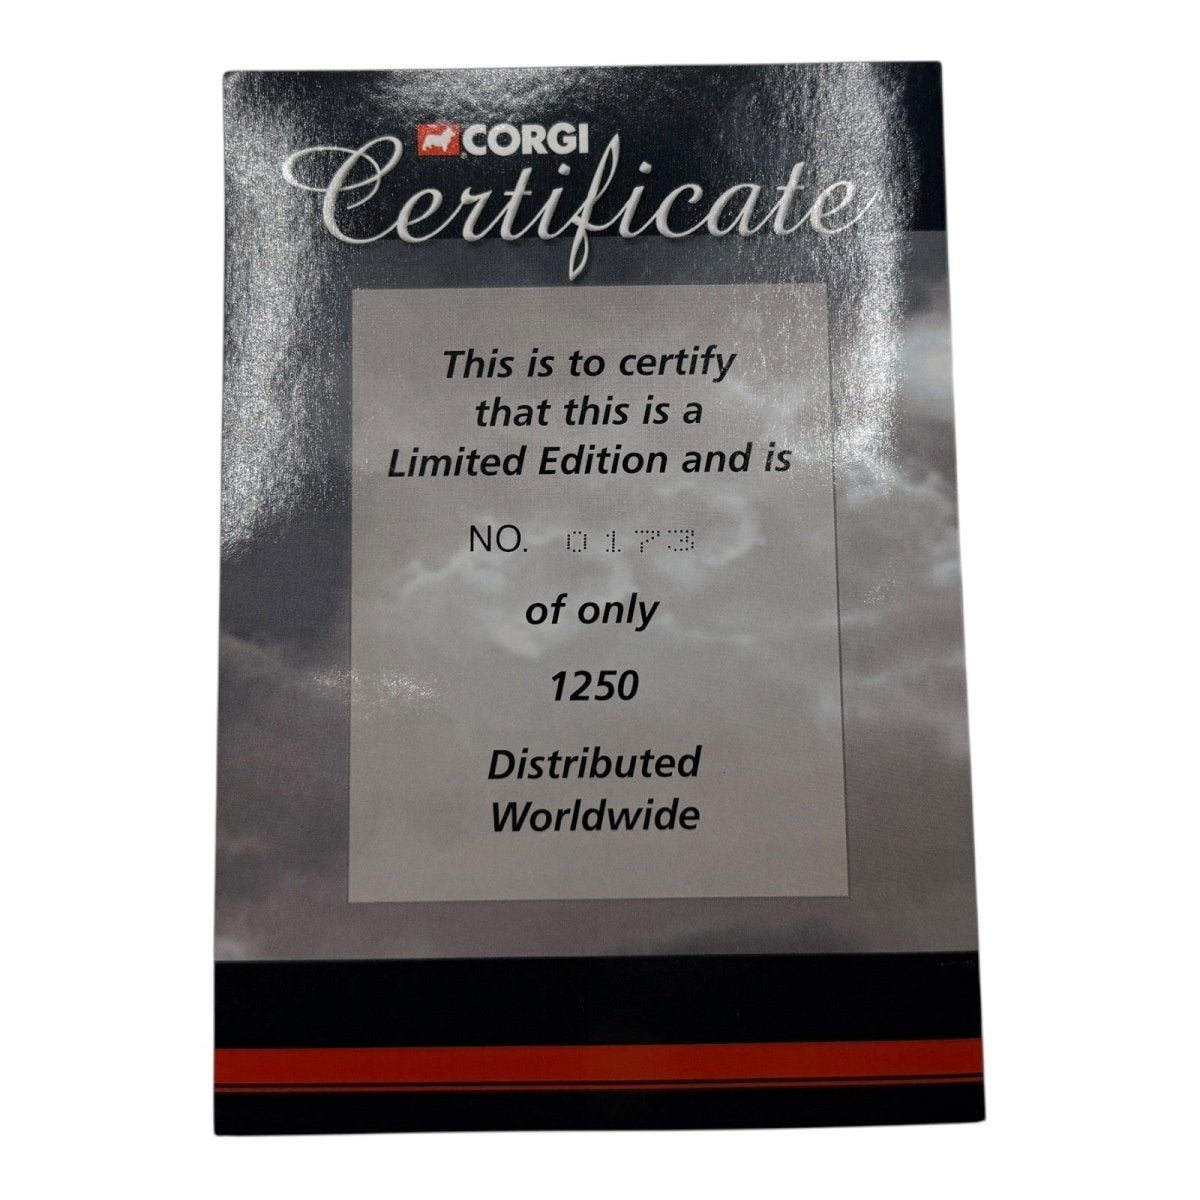 CORGI
Certificate
This is to certify
that this is a
Limited Edition and is
NO. 0173
of only
1250
Distributed
Worldwide